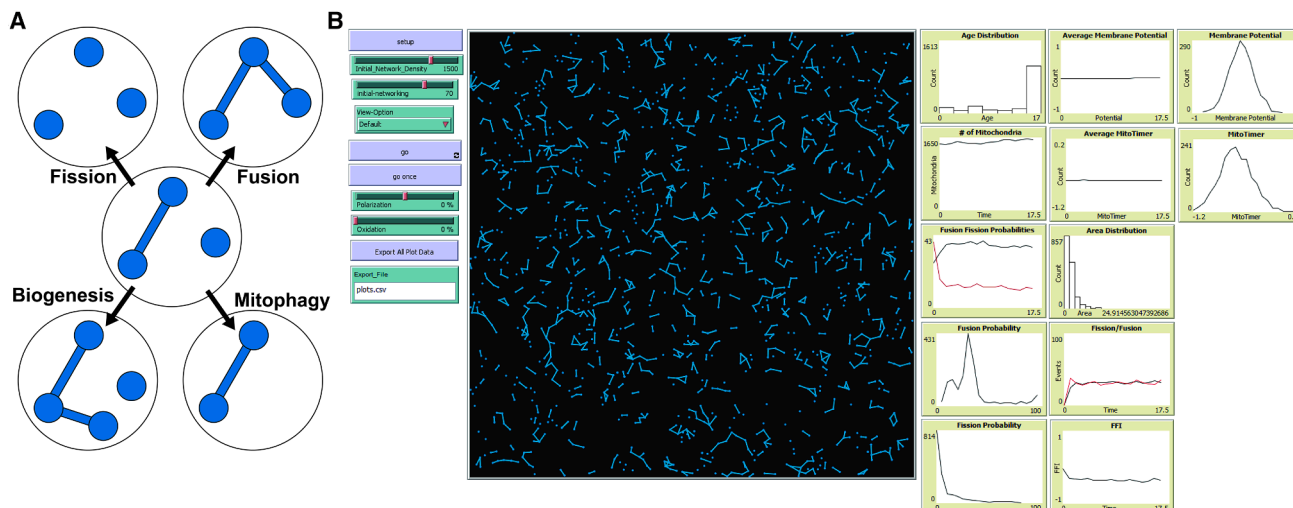 A
Fission
Fusion
Biogenesis
Mitophagy
B
setup
Initial_Network_Density 1500
initial-networking 70
View-Option
Default
go
go once
Polarization 0 %
Oxidation 0 %
Export All Plot Data
Export_File
plots.csv
Age Distribution
1613
Count
0
0 Age 17
Average Membrane Potential
1
Count
-1
0 Potential 17.5
Membrane Potential
290
Count
0
-1 Membrane Potential 1
# of Mitochondria
1650
Mitochondria
0
0 Time 17.5
Average MitoTimer
0.2
Count
-1.2
0 MitoTimer 17.5
MitoTimer
241
Count
0
-1.2 MitoTimer
Fusion Fission Probabilities
43
0
0 17.5
Area Distribution
857
Count
0
0 Area 24.914563047392686
Fusion Probability
431
0
0 100
Fission/Fusion
100
Events
0
0 Time 17.5
Fission Probability
814
0
0 100
FFI
1
FFI
-1
0 Time 17.5